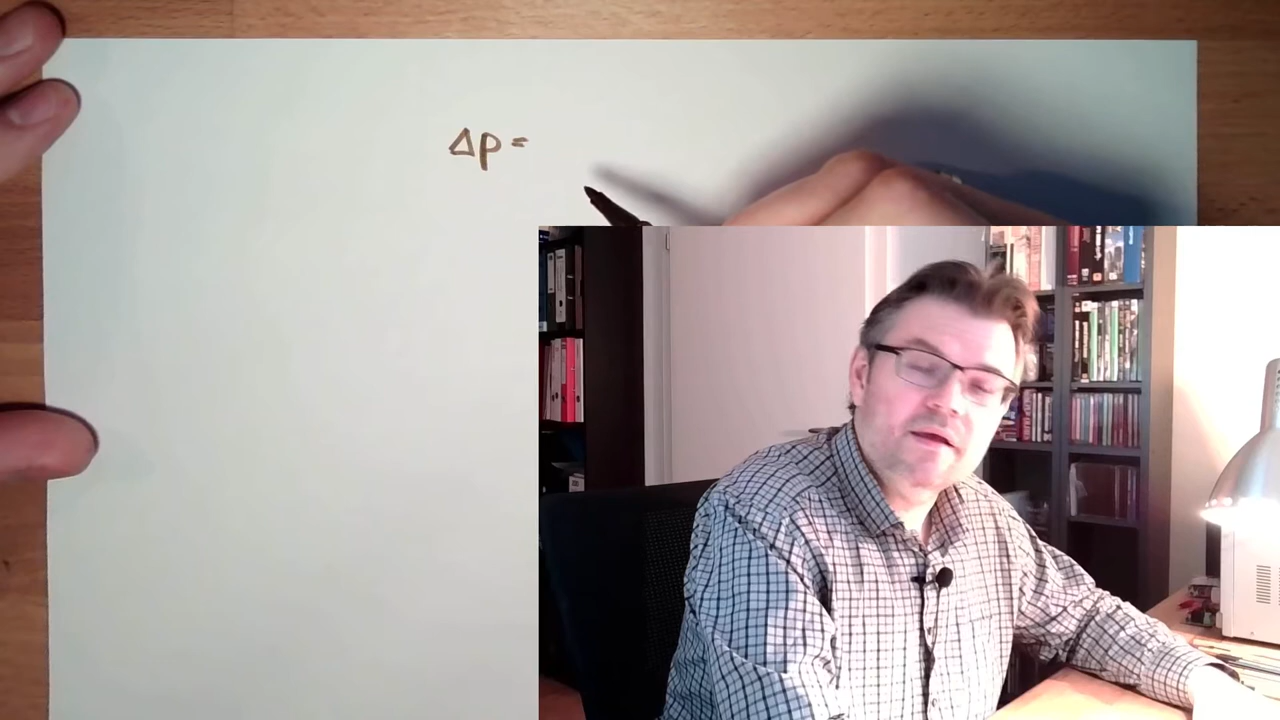 Δp =